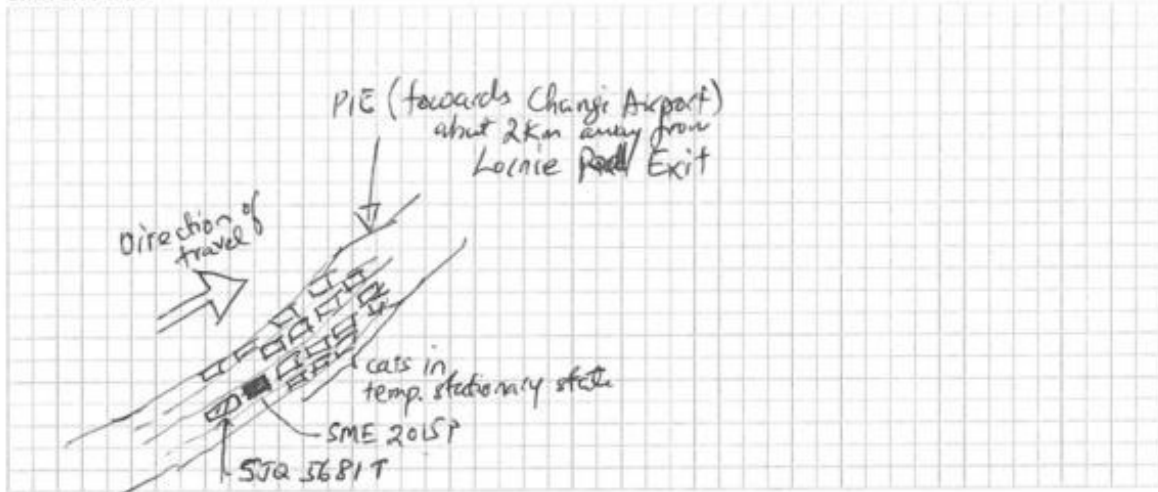 PIE (towards Changi Airport)
about 2km away from
Lornie Exit
Direction of
travel
cars in
temp. stationary state
SME 2015P
SJQ 5681T